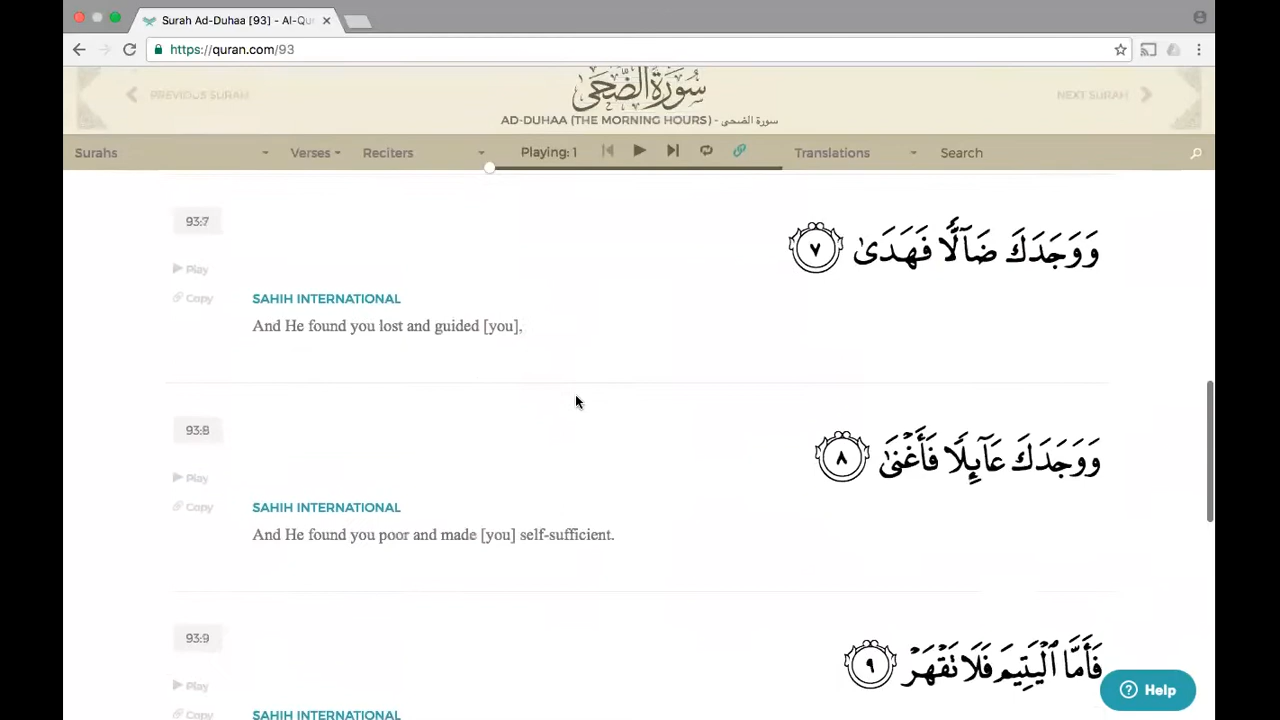 Surah Ad-Duhaa [93] - Al-Qu
https://quran.com/93
PREVIOUS SURAH
سورة الضحى
NEXT SURAH
AD-DUHAA (THE MORNING HOURS) - سورة الضحى
Surahs Verses Reciters Playing: 1 Translations Search
93:7
وَوَجَدَكَ ضَآلًّا فَهَدَىٰ ٧
Play
Copy
SAHIH INTERNATIONAL
And He found you lost and guided [you],
93:8
وَوَجَدَكَ عَآئِلًا فَأَغْنَىٰ ٨
Play
Copy
SAHIH INTERNATIONAL
And He found you poor and made [you] self-sufficient.
93:9
فَأَمَّا ٱلْيَتِيمَ فَلَا تَقْهَرْ ٩
Play
Help
Copy
SAHIH INTERNATIONAL